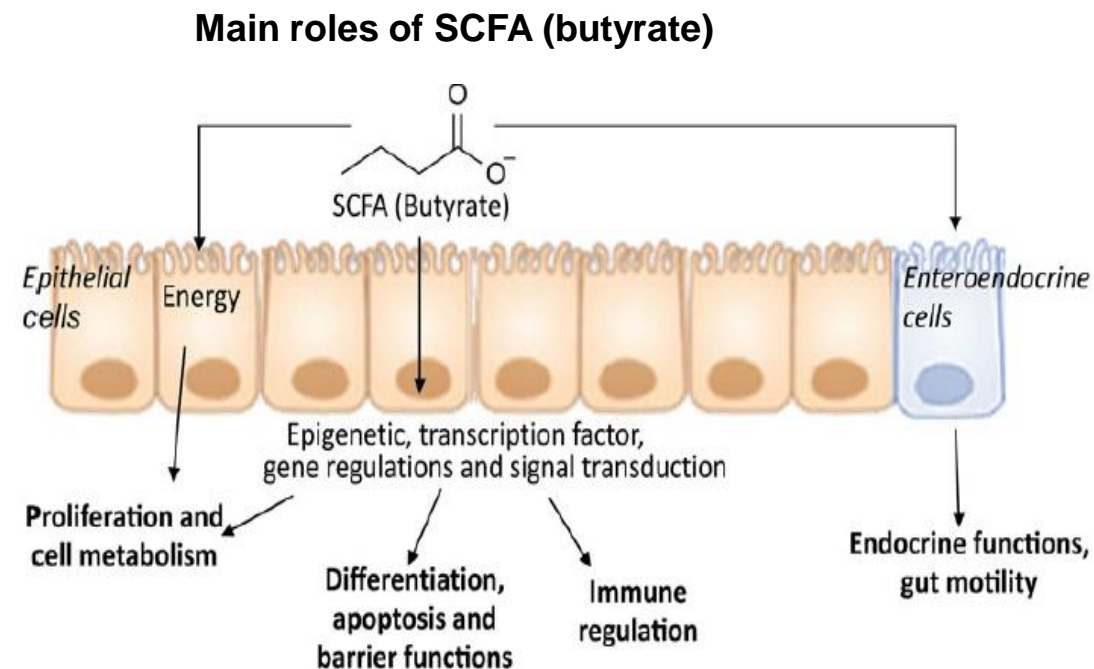 Main roles of SCFA (butyrate)
O
O⁻
SCFA (Butyrate)
Epithelial
cells
Energy
Enteroendocrine
cells
Epigenetic, transcription factor,
gene regulations and signal transduction
Proliferation and
cell metabolism
Differentiation,
apoptosis and
barrier functions
Immune
regulation
Endocrine functions,
gut motility